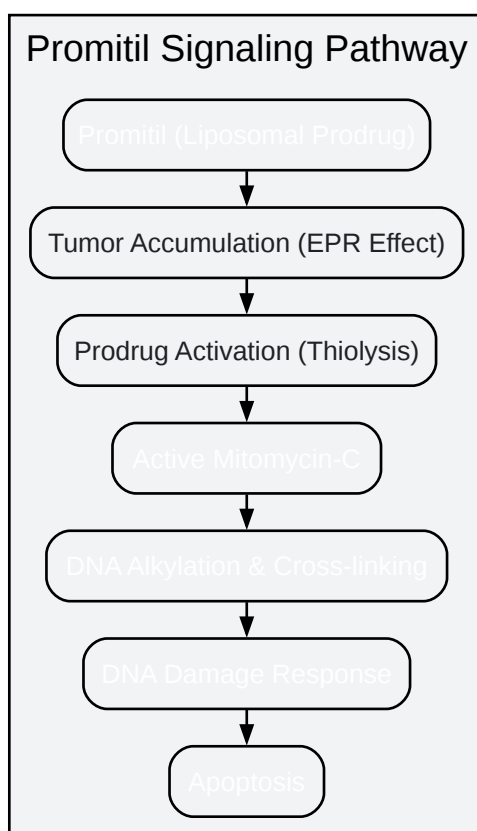 Promitil Signaling Pathway
Promitil (Liposomal Prodrug)
Tumor Accumulation (EPR Effect)
Prodrug Activation (Thiolysis)
Active Mitomycin-C
DNA Alkylation & Cross-linking
DNA Damage Response
Apoptosis